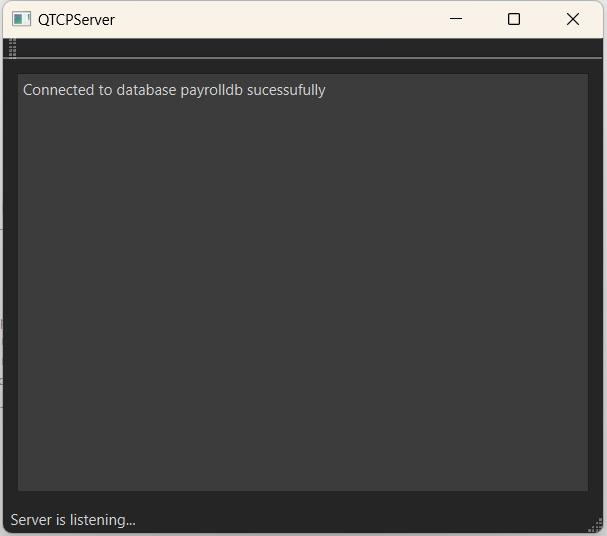 QTCPServer
Connected to database payrolldb sucessufully
Server is listening...